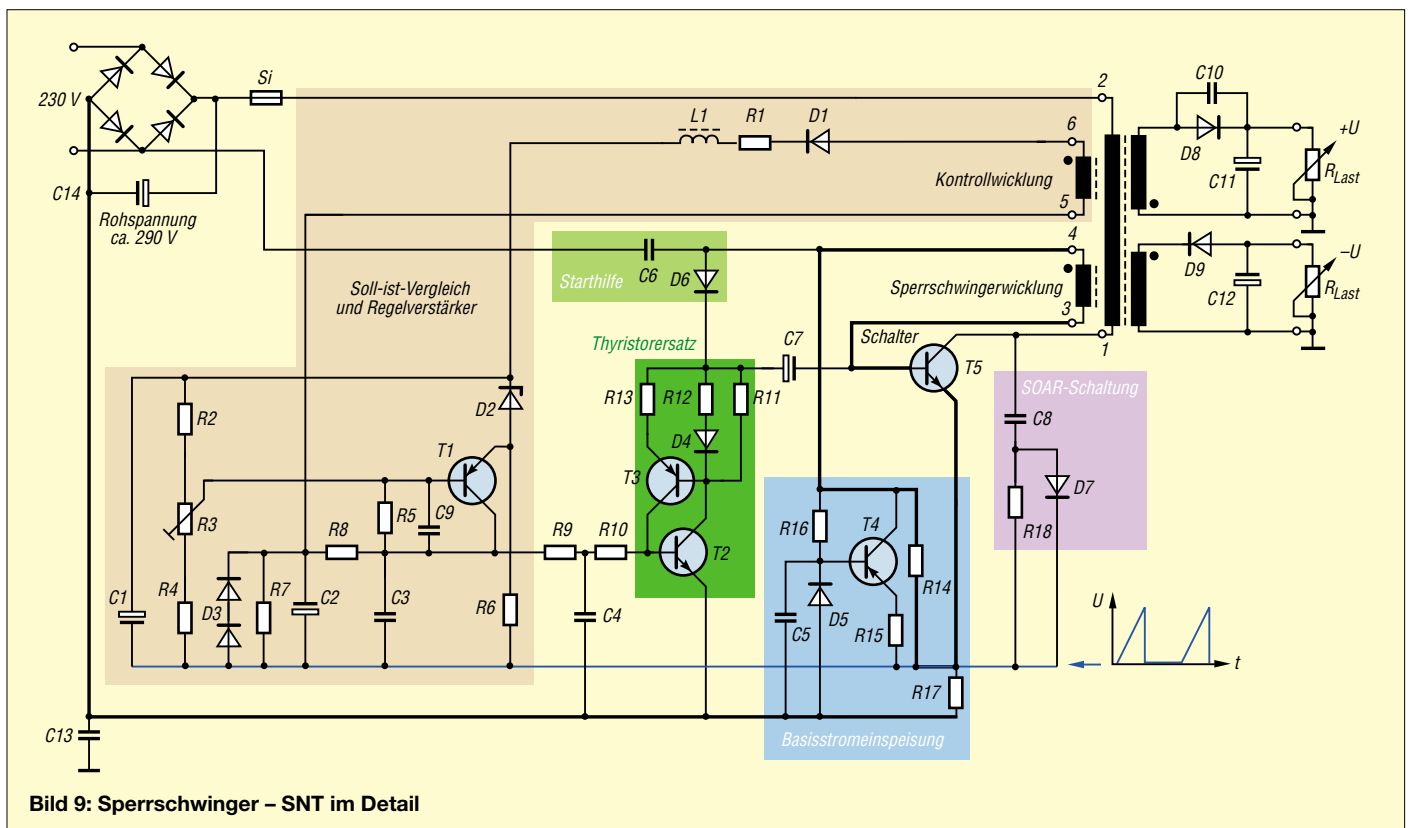 230 V
Si
C14
Rohspannung
ca. 290 V
L1
R1
D1
2
6
Kontrollwicklung
5
4
Sperrschwingerwicklung
3
1
C10
D8
C11
+U
RLast
D9
C12
–U
RLast
Soll-ist-Vergleich
und Regelverstärker
Starthilfe
C6
D6
Thyristorersatz
C7
Schalter
T5
R13
R12
R11
D4
T3
T2
SOAR-Schaltung
C8
R18
D7
R2
D2
T1
R3
R5
C9
R8
R9
R10
R4
C1
D3
R7
C2
C3
R6
C4
R16
T4
R14
C5
D5
R15
R17
Basisstromeinspeisung
U
t
C13
Bild 9: Sperrschwinger – SNT im Detail